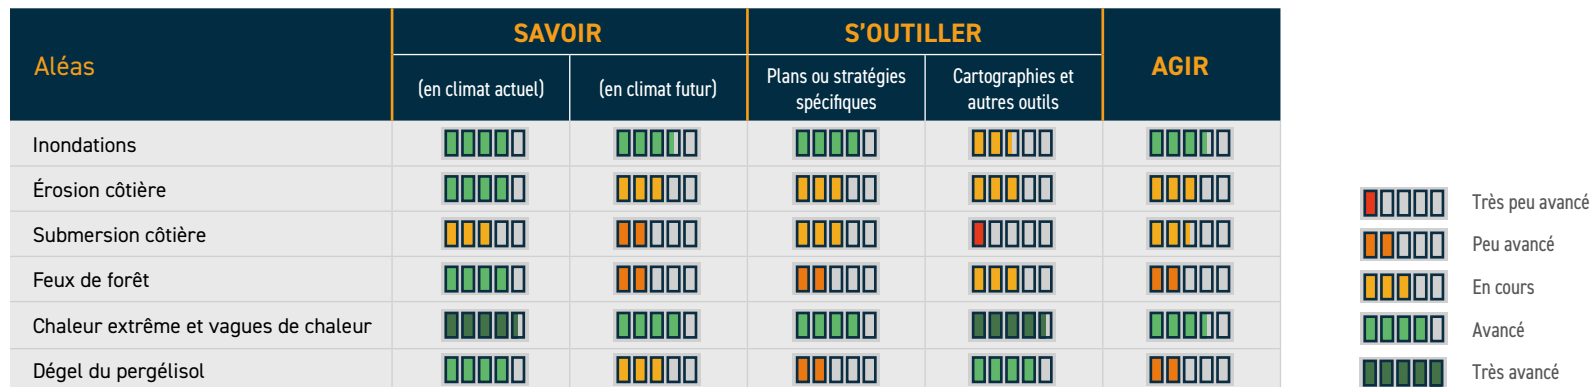 Aléas
SAVOIR
S'OUTILLER
AGIR
(en climat actuel)
(en climat futur)
Plans ou stratégies
spécifiques
Cartographies et
autres outils
Inondations
Érosion côtière
Submersion côtière
Feux de forêt
Chaleur extrême et vagues de chaleur
Dégel du pergélisol
Très peu avancé
Peu avancé
En cours
Avancé
Très avancé